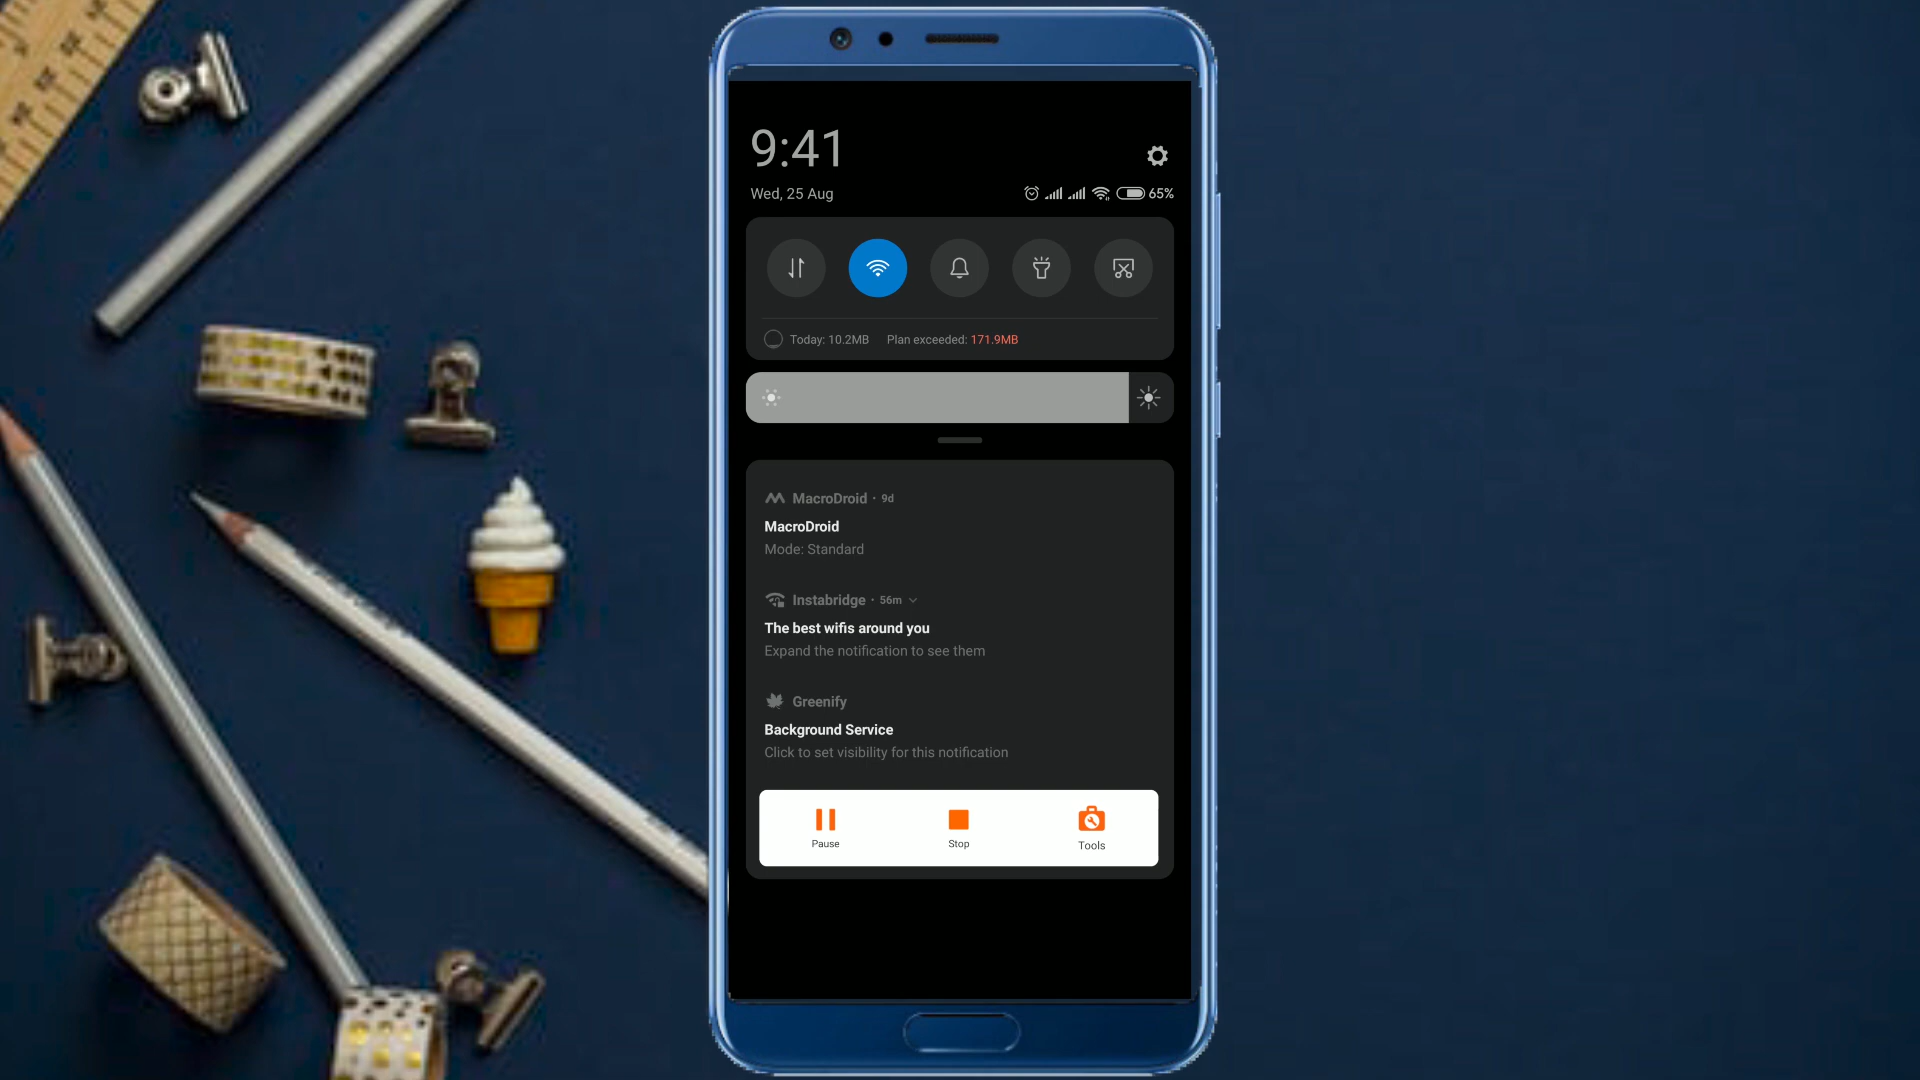 9:41
Wed, 25 Aug
65%
Today: 10.2MB Plan exceeded: 171.9MB
MacroDroid · 9d
MacroDroid
Mode: Standard
Instabridge · 56m
The best wifis around you
Expand the notification to see them
Greenify
Background Service
Click to set visibility for this notification
Pause Stop Tools